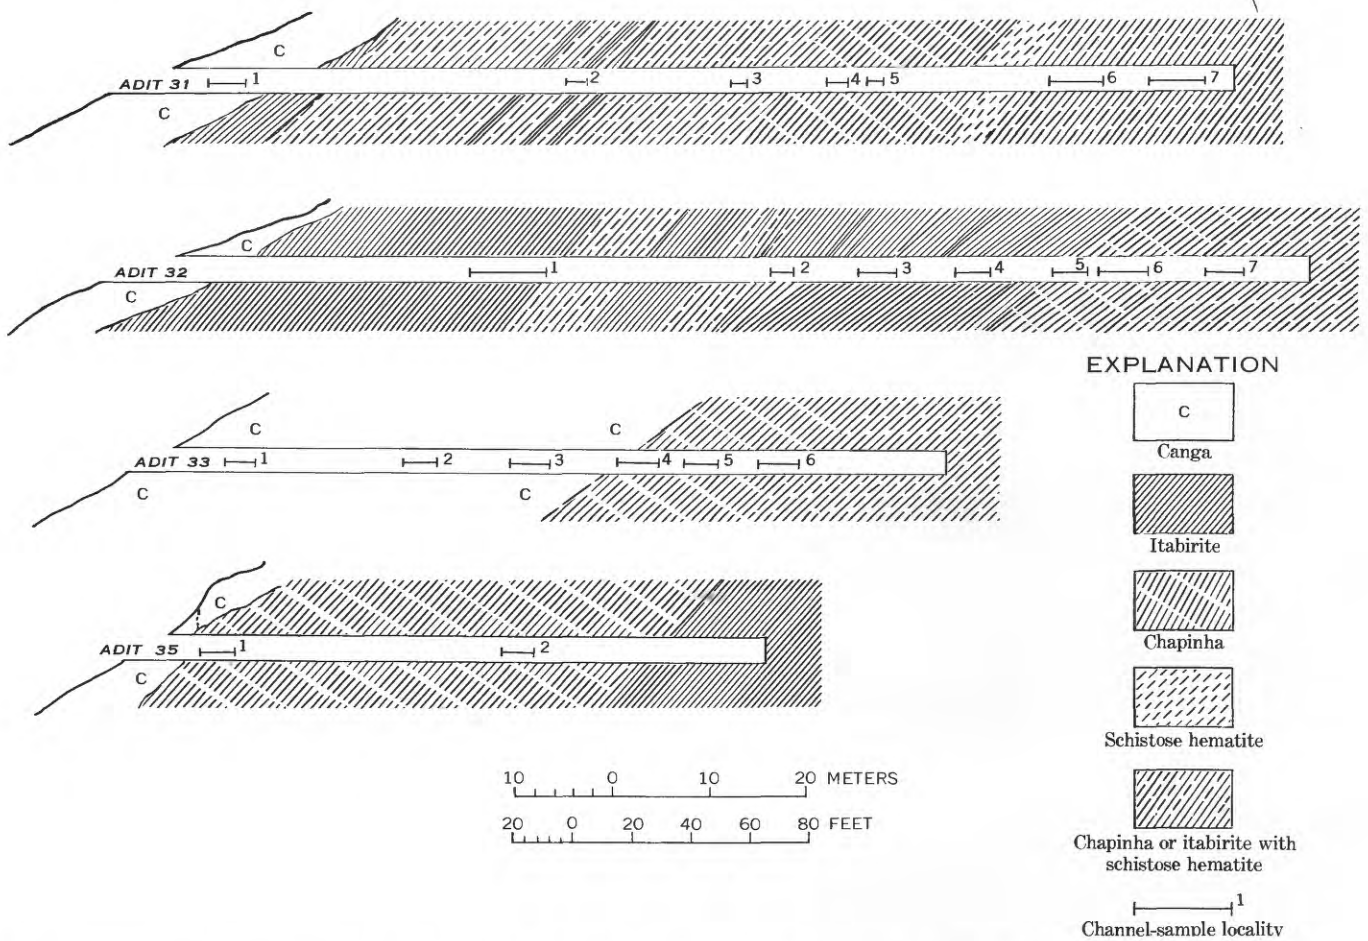 C
ADIT 31 1 2 3 4 5 6 7
C
C
ADIT 32 1 2 3 4 5 6 7
C
C C
ADIT 33 1 2 3 4 5 6
C C
C
ADIT 35 1 2
C
10 0 10 20 METERS
20 0 20 40 60 80 FEET
EXPLANATION
C
Canga
Itabirite
Chapinha
Schistose hematite
Chapinha or itabirite with
schistose hematite
1
Channel-sample locality